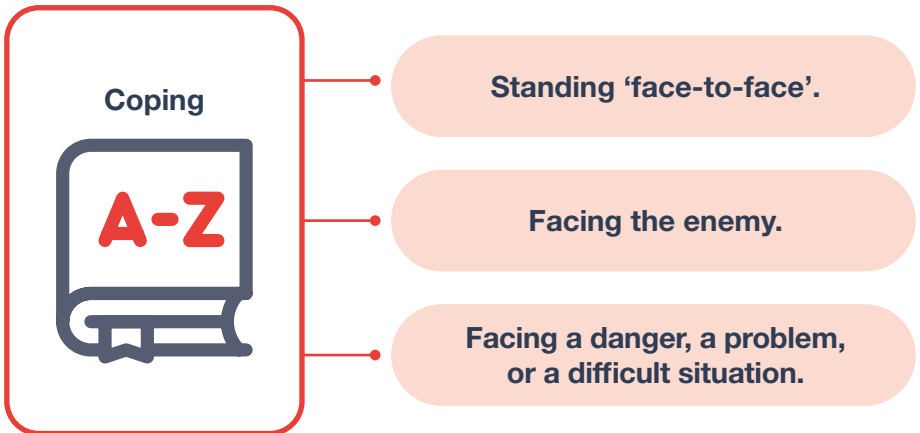 Coping
A-Z
Standing ‘face-to-face’.
Facing the enemy.
Facing a danger, a problem,
or a difficult situation.